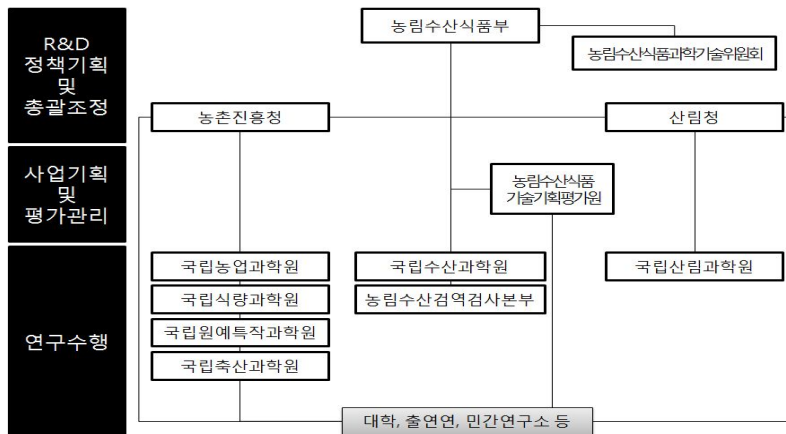 R&D
정책기획
및
총괄조정
농림수산식품부
농림수산식품과학기술위원회
농촌진흥청
산림청
사업기획
및
평가관리
농림수산식품
기술기획평가원
연구수행
국립농업과학원
국립수산과학원
국립산림과학원
국립식량과학원
농림수산검역검사본부
국립원예특작과학원
국립축산과학원
대학, 출연연, 민간연구소 등